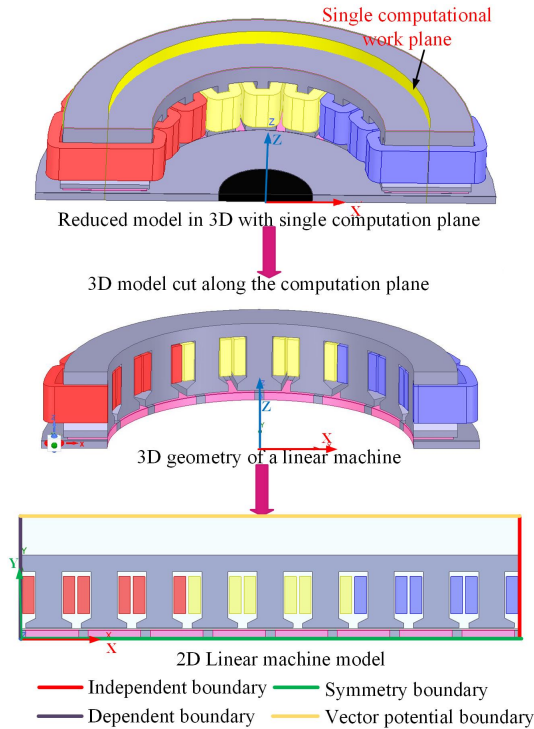 Single computational
work plane
Z
Z
X
Reduced model in 3D with single computation plane
3D model cut along the computation plane
Z
Y
X
X
3D geometry of a linear machine
Y
Y
X
X
2D Linear machine model
Independent boundary
Symmetry boundary
Dependent boundary
Vector potential boundary